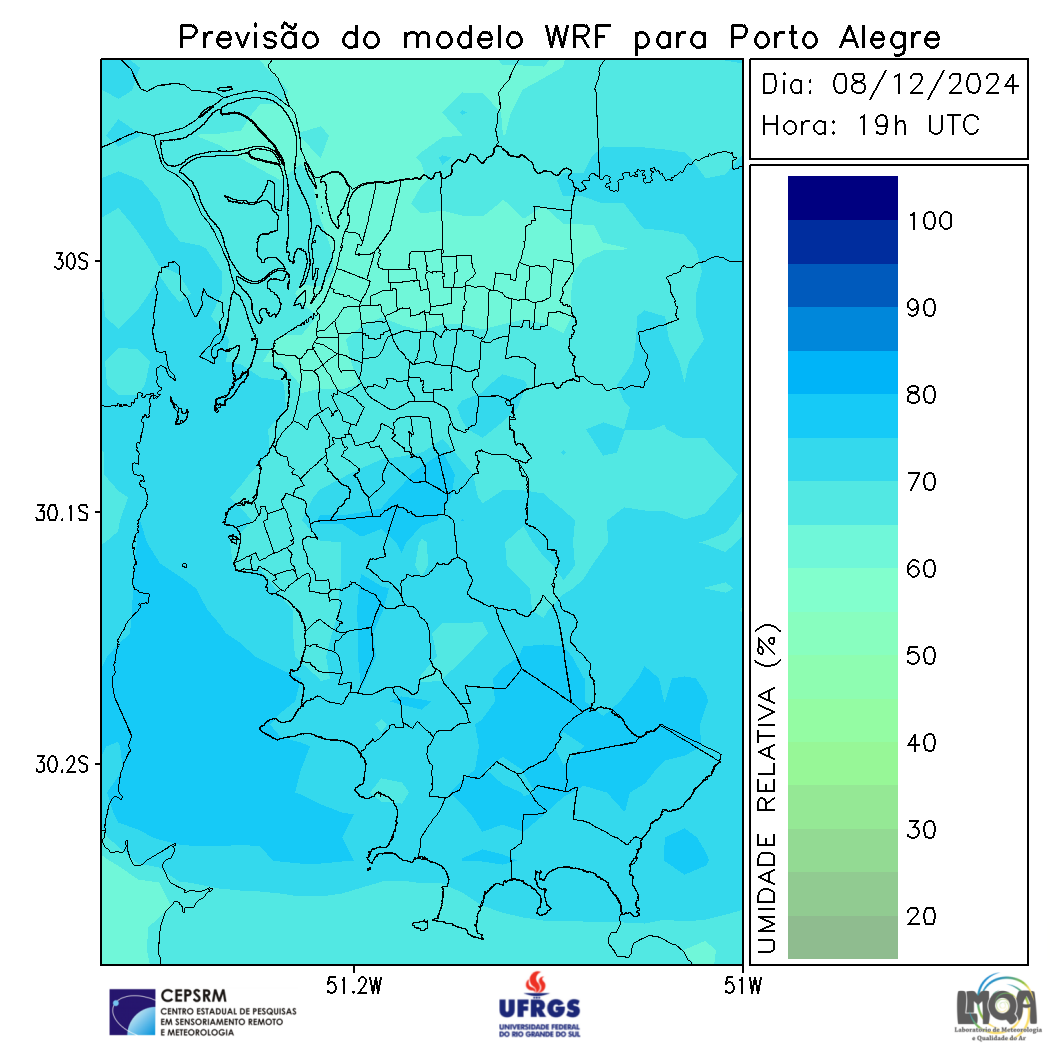 Previsão do modelo WRF para Porto Alegre
Dia: 08/12/2024
Hora: 19h UTC
100
90
80
70
60
50
40
30
20
UMIDADE RELATIVA (%)
30S
30.1S
30.2S
51.2W
51W
CEPSRM
CENTRO ESTADUAL DE PESQUISAS
EM SENSORIAMENTO REMOTO
E METEOROLOGIA
UFRGS
UNIVERSIDADE FEDERAL
DO RIO GRANDE DO SUL
LMQA
Laboratório de Meteorologia
e Qualidade do Ar